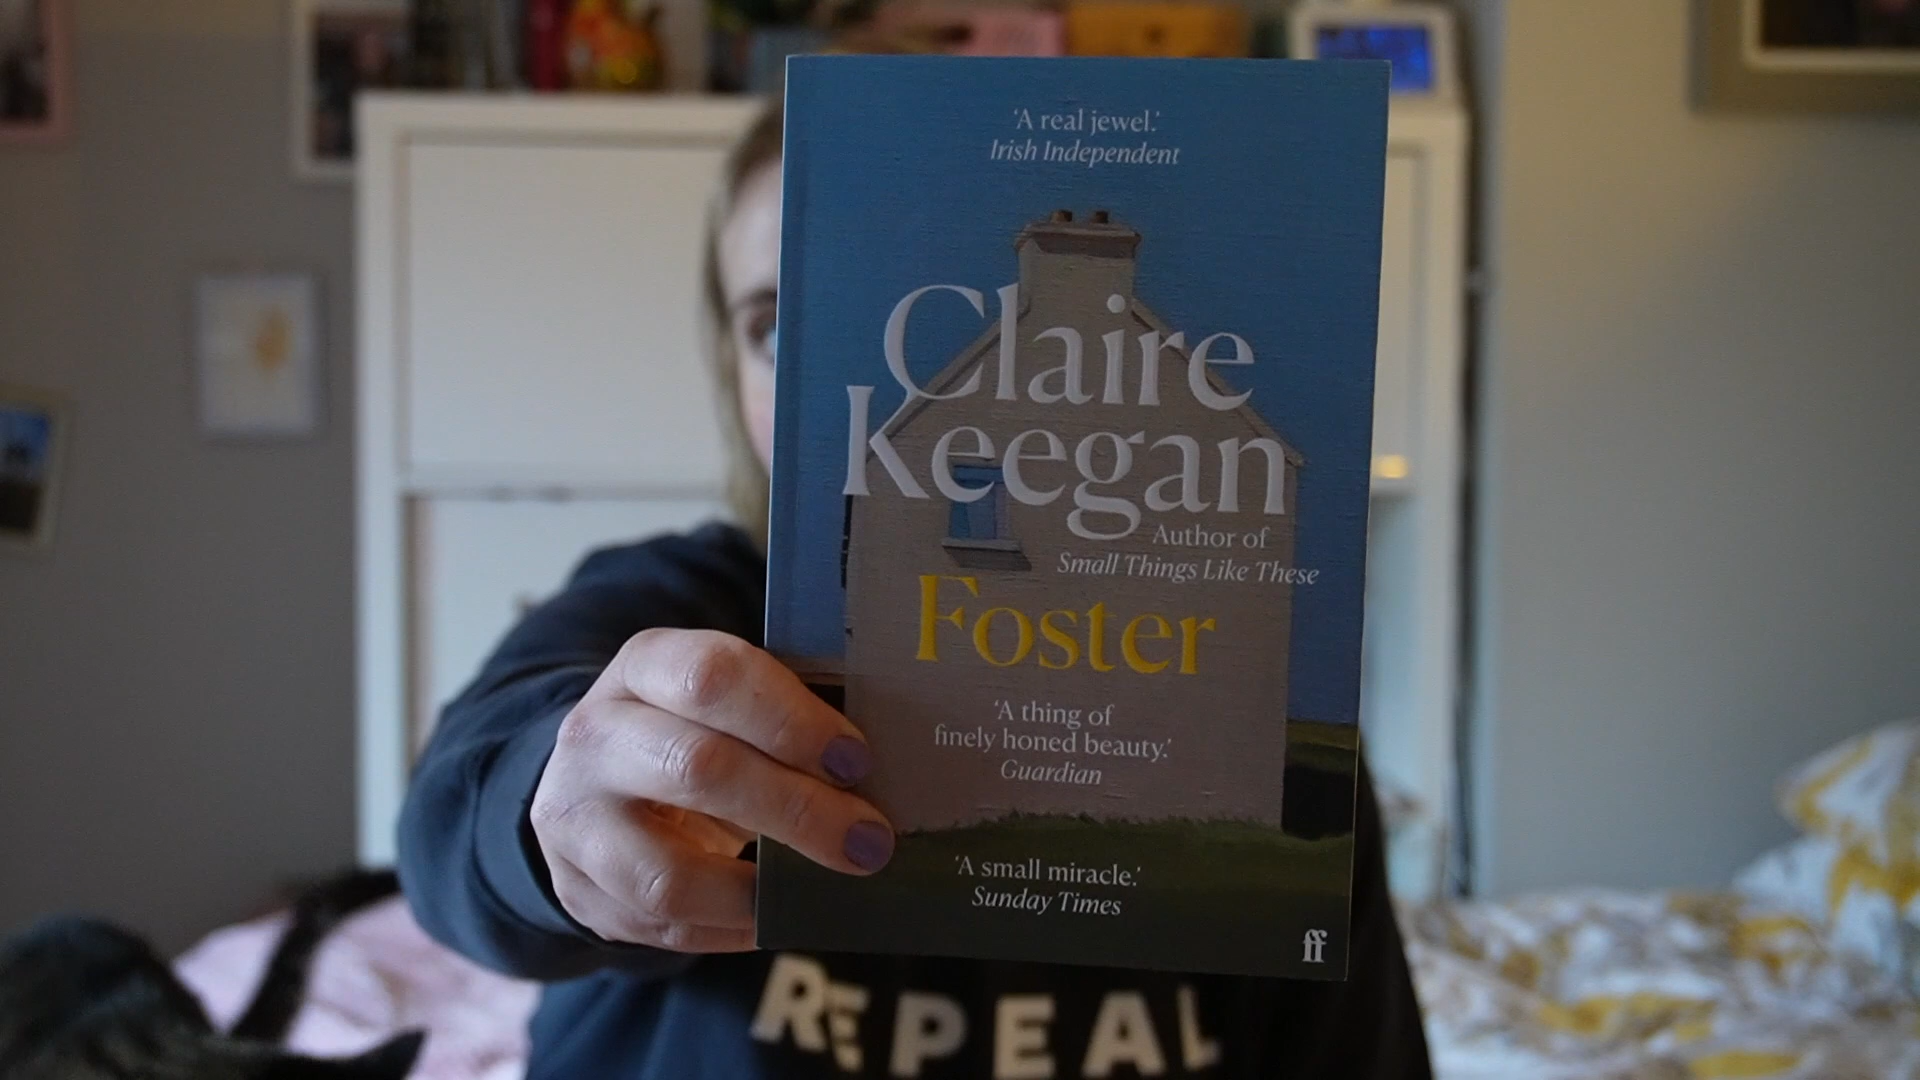 ‘A real jewel.’
Irish Independent
Claire
Keegan
Author of
Small Things Like These
Foster
‘A thing of
finely honed beauty.’
Guardian
‘A small miracle.’
Sunday Times
ff
REPEAL